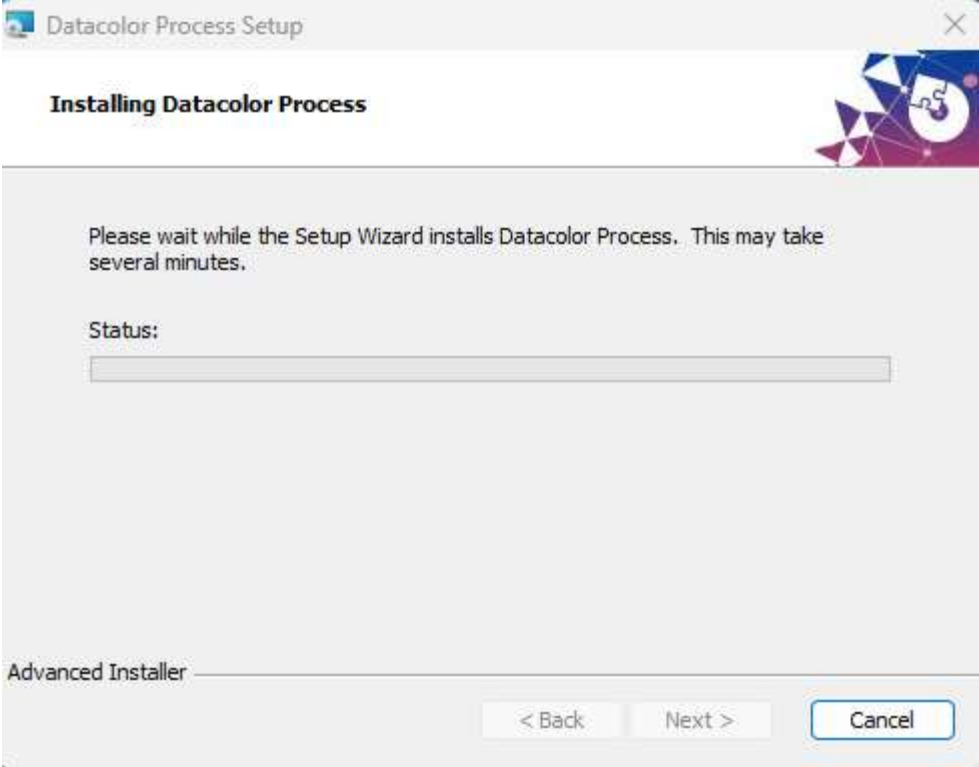 Datacolor Process Setup
Installing Datacolor Process
Please wait while the Setup Wizard installs Datacolor Process.  This may take
several minutes.
Status:
Advanced Installer
< Back
Next >
Cancel